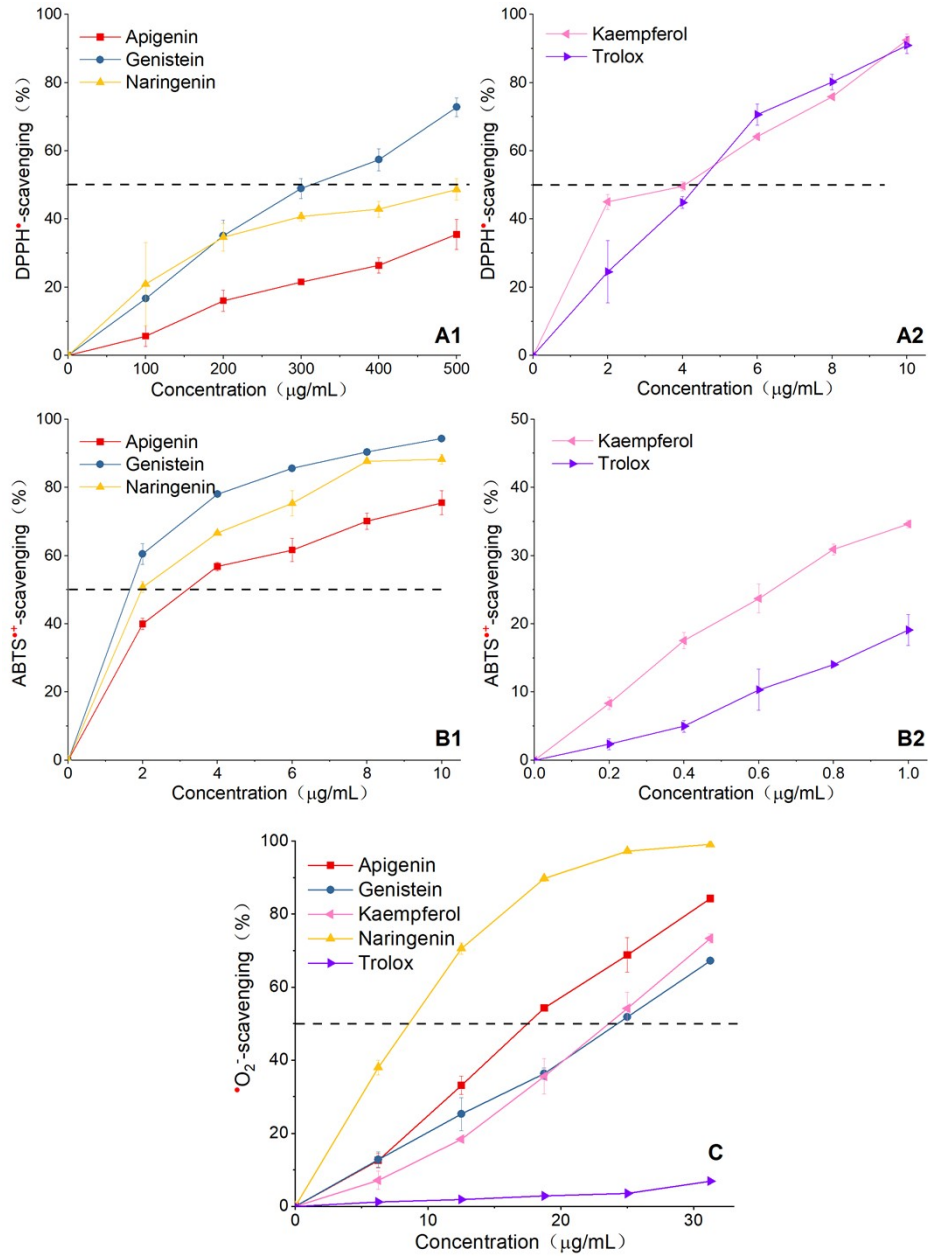 100
80
60
40
20
0
DPPH•-scavenging（%）
Apigenin
Genistein
Naringenin
A1
0 100 200 300 400 500
Concentration（μg/mL）
100
80
60
40
20
0
DPPH•-scavenging（%）
Kaempferol
Trolox
A2
0 2 4 6 8 10
Concentration（μg/mL）
100
80
60
40
20
0
ABTS•+-scavenging（%）
Apigenin
Genistein
Naringenin
B1
0 2 4 6 8 10
Concentration（μg/mL）
50
40
30
20
10
0
ABTS•+-scavenging（%）
Kaempferol
Trolox
B2
0.0 0.2 0.4 0.6 0.8 1.0
Concentration（μg/mL）
100
80
60
40
20
0
•O2--scavenging（%）
Apigenin
Genistein
Kaempferol
Naringenin
Trolox
C
0 10 20 30
Concentration（μg/mL）